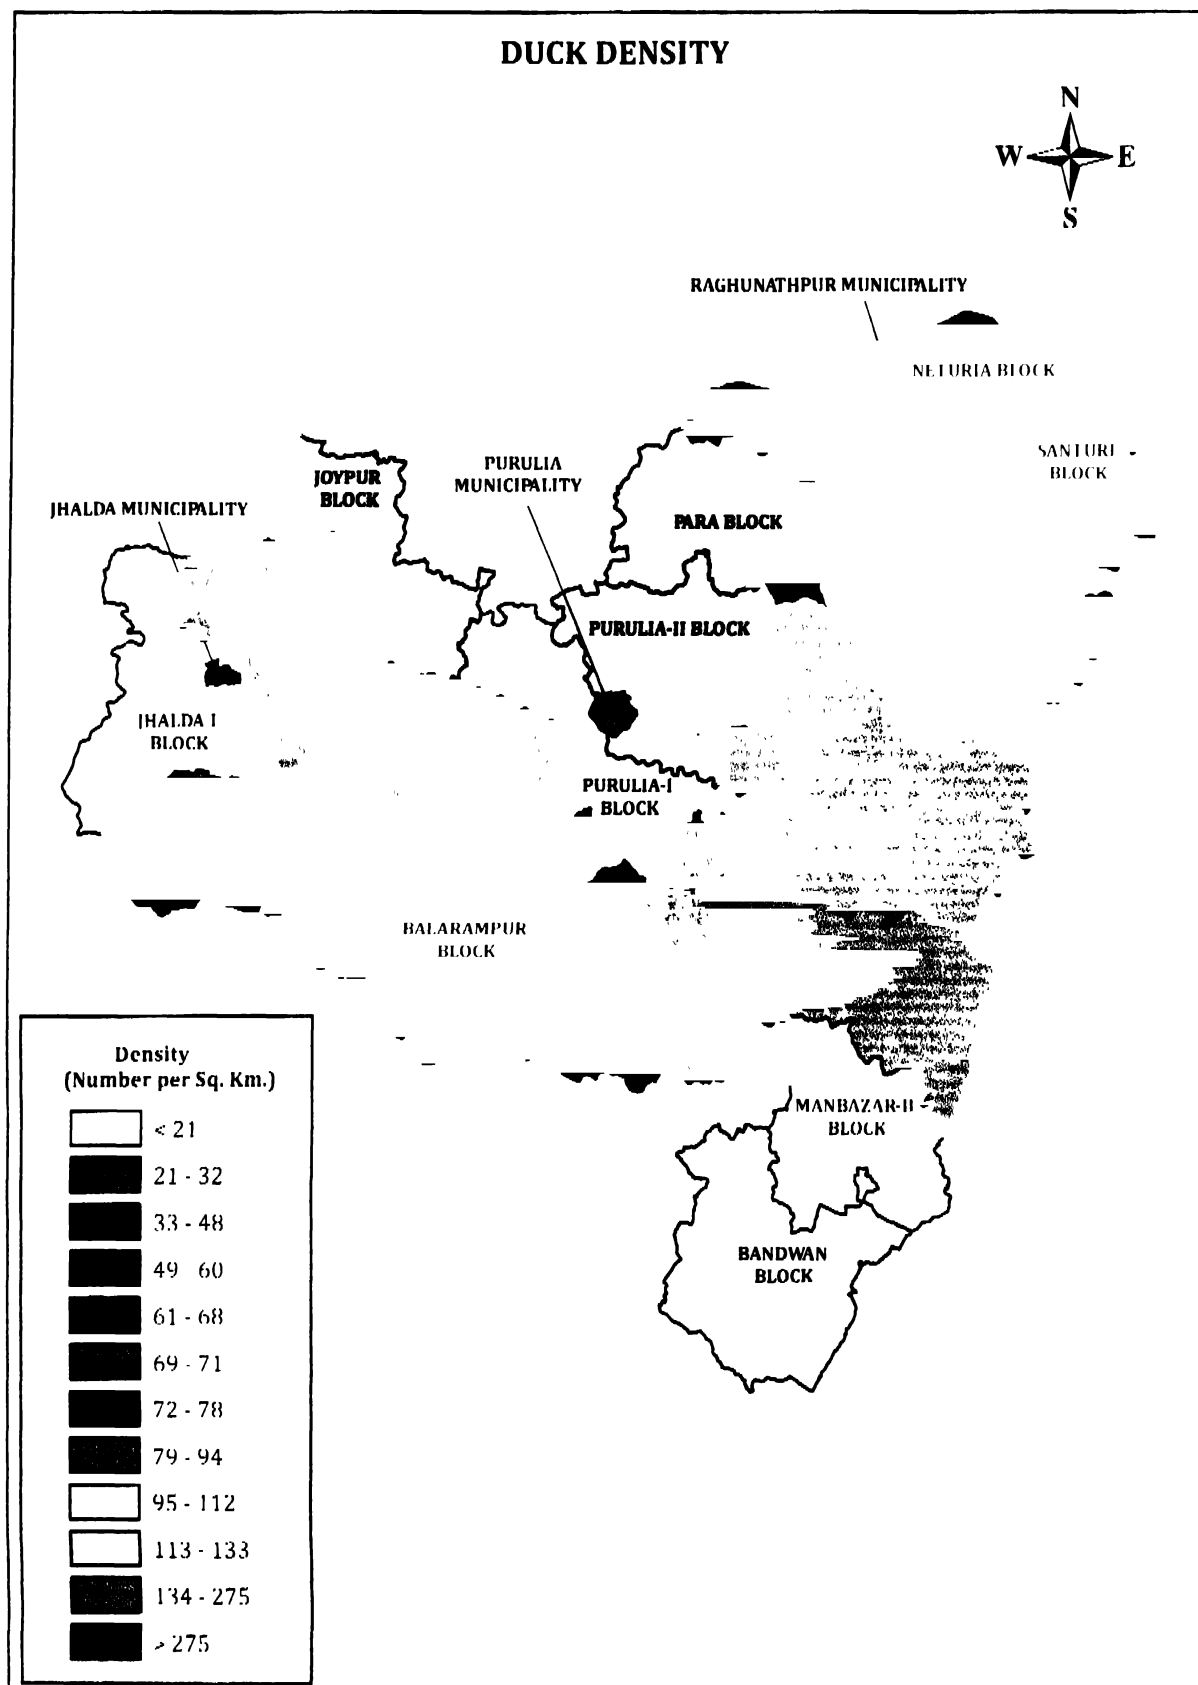 DUCK DENSITY
N
W E
S
RAGHUNATHPUR MUNICIPALITY
NETURIA BLOCK
SANTURI
BLOCK
PURULIA
MUNICIPALITY
JOYPUR
BLOCK
JHALDA MUNICIPALITY
PARA BLOCK
PURULIA-II BLOCK
JHALDA I
BLOCK
PURULIA-I
BLOCK
BALARAMPUR
BLOCK
MANBAZAR-II
BLOCK
BANDWAN
BLOCK
Density
(Number per Sq. Km.)
< 21
21 - 32
33 - 48
49 - 60
61 - 68
69 - 71
72 - 78
79 - 94
95 - 112
113 - 133
134 - 275
> 275